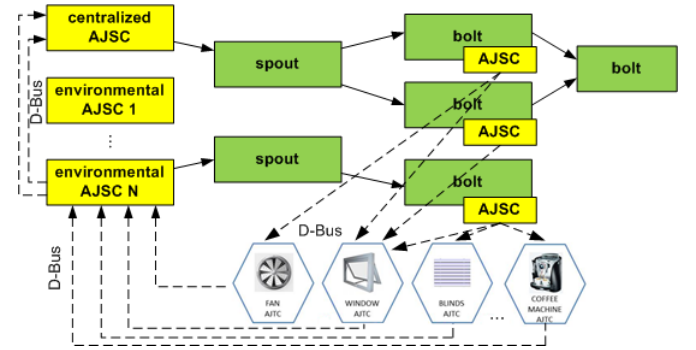 centralized
AJSC
bolt
AJSC
spout
bolt
D-Bus
environmental
AJSC 1
bolt
AJSC
...
environmental
AJSC N
spout
bolt
AJSC
D-Bus
D-Bus
FAN
AJTC
WINDOW
AJTC
BLINDS
AJTC
...
COFFEE
MACHINE
AJTC